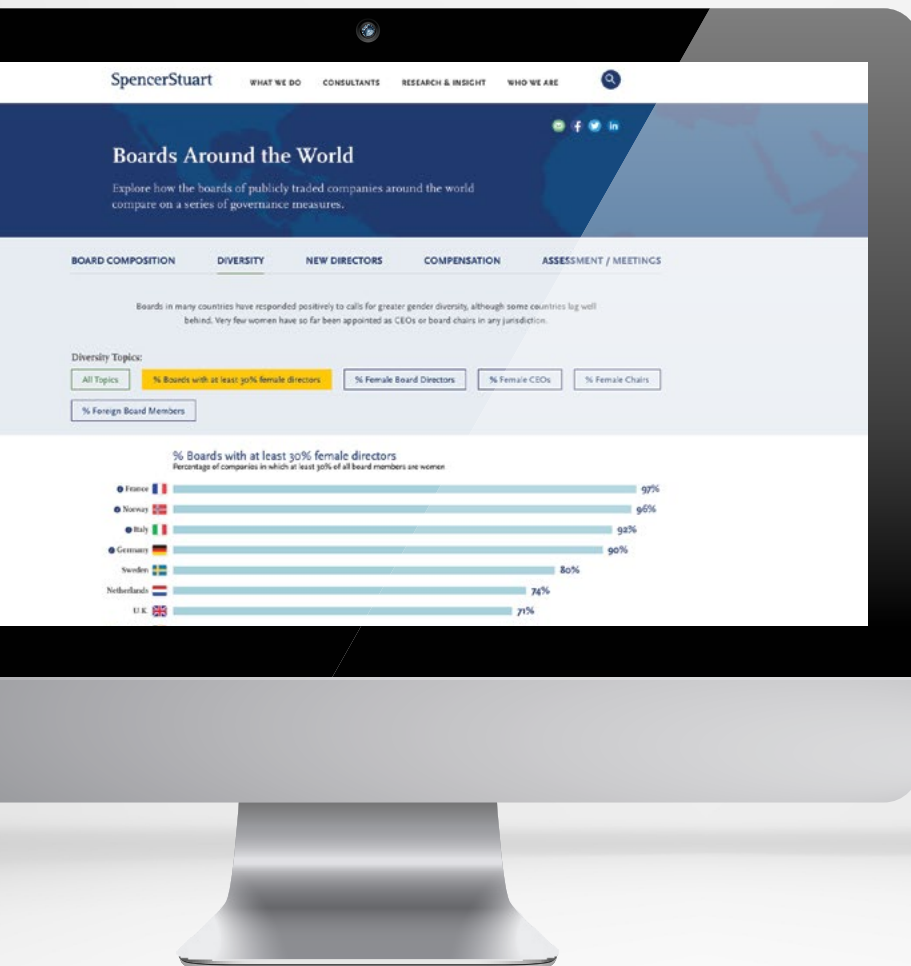 SpencerStuart
WHAT WE DO CONSULTANTS RESEARCH & INSIGHT WHO WE ARE
Boards Around the World
Explore how the boards of publicly traded companies around the world
compare on a series of governance measures.
BOARD COMPOSITION DIVERSITY NEW DIRECTORS COMPENSATION ASSESSMENT / MEETINGS
Boards in many countries have responded positively to calls for greater gender diversity, although some countries lag well
behind. Very few women have so far been appointed as CEOs or board chairs in any jurisdiction.
Diversity Topics:
All Topics % Boards with at least 30% female directors % Female Board Directors % Female CEOs % Female Chairs
% Foreign Board Members
% Boards with at least 30% female directors
Percentage of companies in which at least 30% of all board members are women
France 97%
Norway 96%
Italy 92%
Germany 90%
Sweden 80%
Netherlands 74%
U.K. 71%